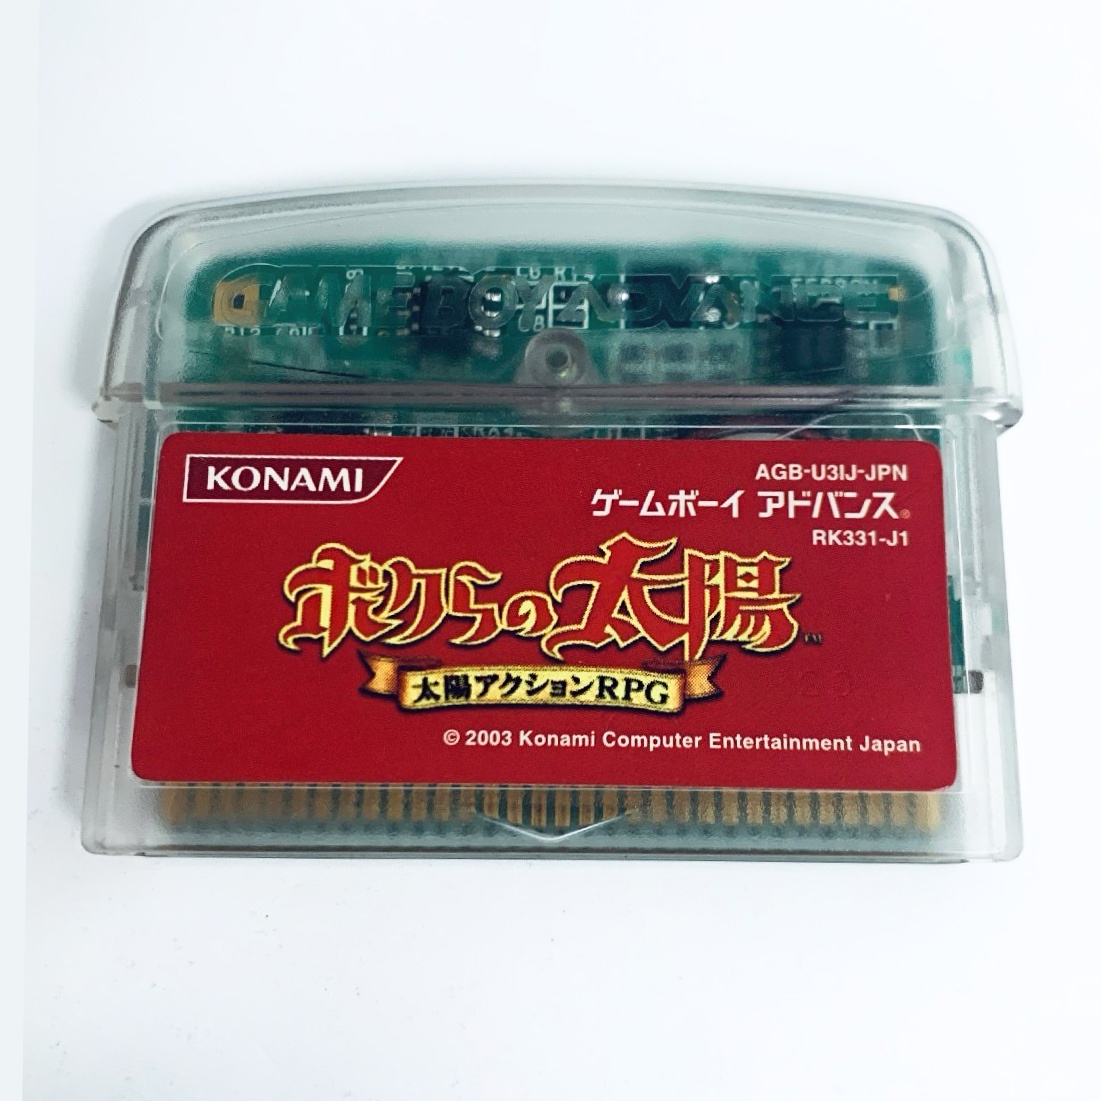 GAME BOY ADVANCE
KONAMI
AGB-U3IJ-JPN
ゲームボーイ アドバンス®
RK331-J1
ボクらの太陽™
太陽アクションRPG
© 2003 Konami Computer Entertainment Japan